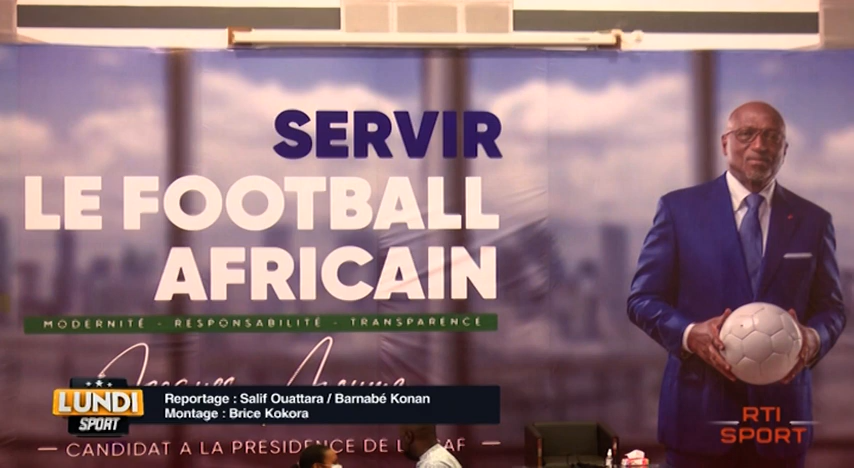 SERVIR
LE FOOTBALL
AFRICAIN
MODERNITÉ - RESPONSABILITÉ - TRANSPARENCE
LUNDI
SPORT
Reportage : Salif Ouattara / Barnabé Konan
Montage : Brice Kokora
RTI
SPORT
CANDIDAT A LA PRESIDENCE DE